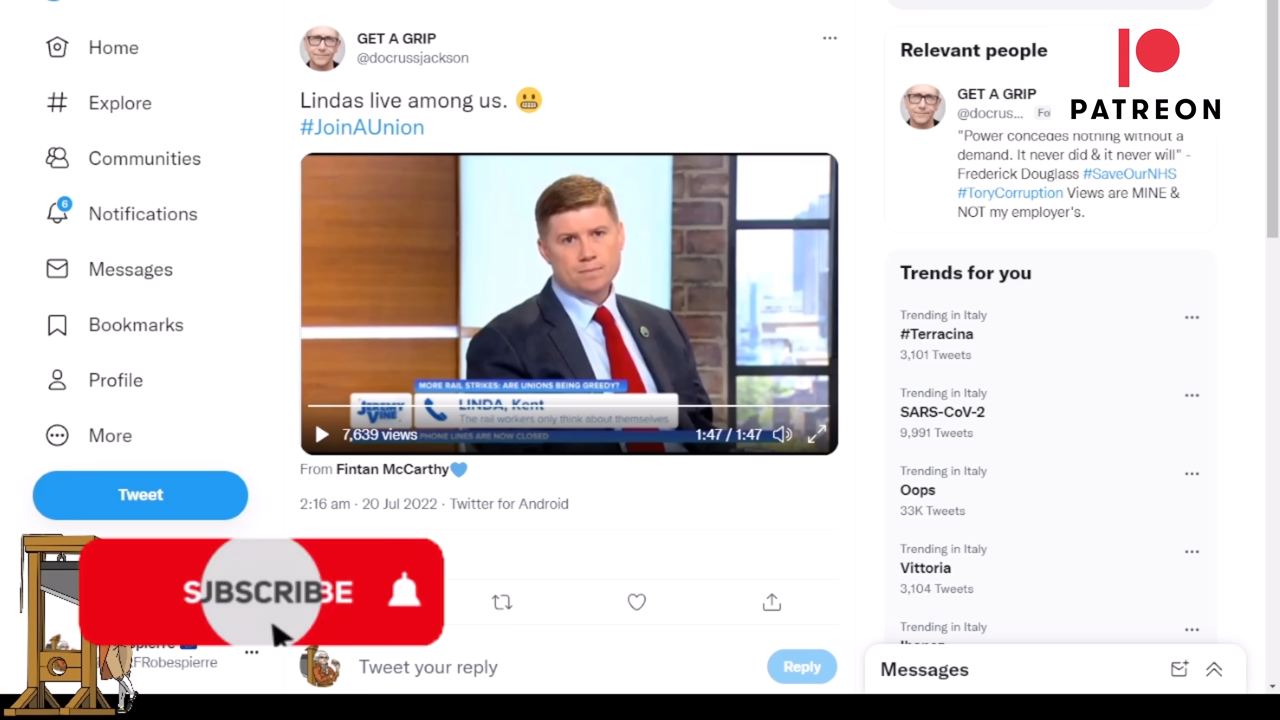 Home
Explore
Communities
6
Notifications
Messages
Bookmarks
Profile
More
Tweet
SUBSCRIBE
FRobespierre
GET A GRIP
@docrussjackson
Lindas live among us. 😬
#JoinAUnion
MORE RAIL STRIKES: ARE UNIONS BEING GREEDY?
JEREMY VINE
LINDA, Kent
The rail workers only think about themselves
PHONE LINES ARE NOW CLOSED
7,639 views
1:47 / 1:47
From Fintan McCarthy💙
2:16 am · 20 Jul 2022 · Twitter for Android
Tweet your reply
Reply
Relevant people
PATREON
GET A GRIP
@docrus...
Fo
"Power concedes nothing without a
demand. It never did & it never will" -
Frederick Douglass #SaveOurNHS
#ToryCorruption Views are MINE &
NOT my employer's.
Trends for you
Trending in Italy
#Terracina
3,101 Tweets
Trending in Italy
SARS-CoV-2
9,991 Tweets
Trending in Italy
Oops
33K Tweets
Trending in Italy
Vittoria
3,104 Tweets
Trending in Italy
Messages